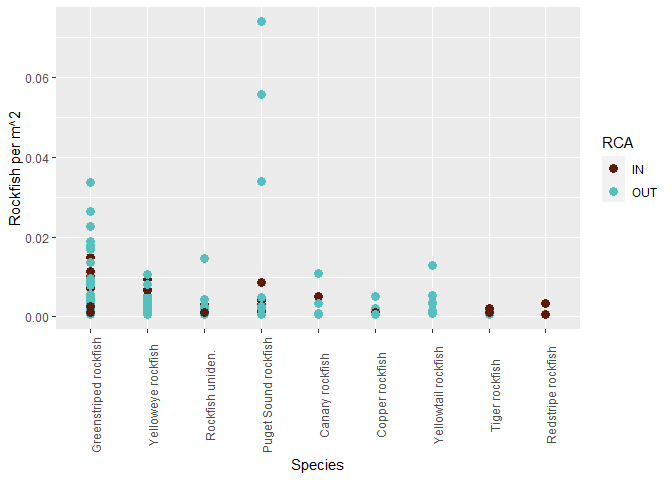 Rockfish per m^2
0.06
0.04
0.02
0.00
Greenstriped rockfish
Yelloweye rockfish
Rockfish uniden.
Puget Sound rockfish
Canary rockfish
Copper rockfish
Yellowtail rockfish
Tiger rockfish
Redstripe rockfish
Species
RCA
IN
OUT